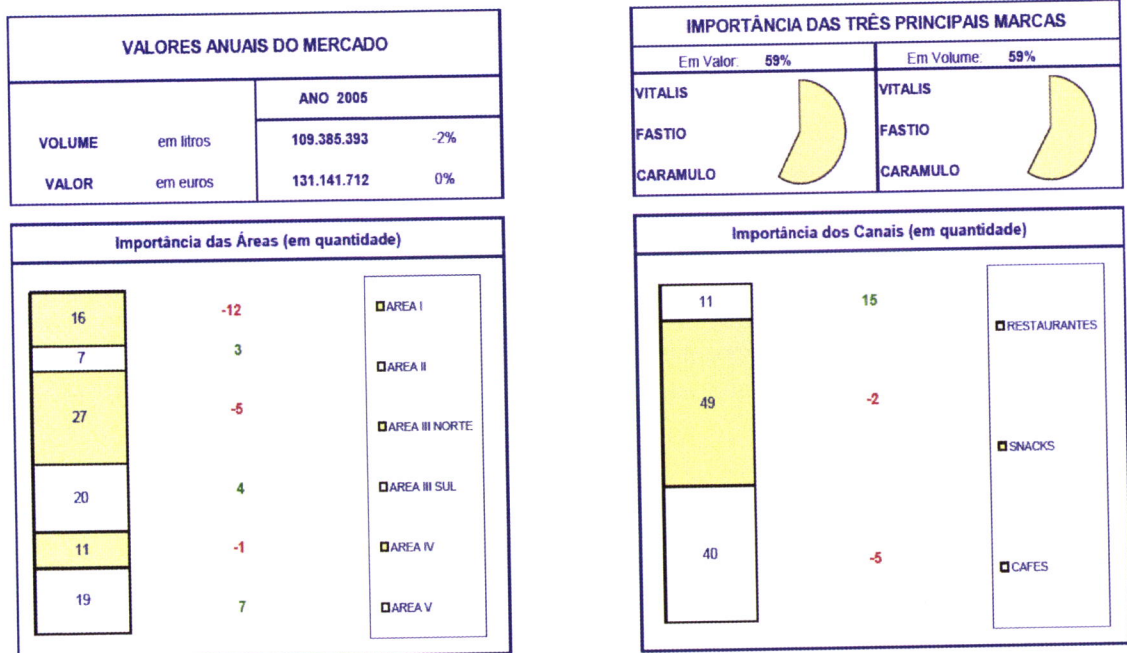 VALORES ANUAIS DO MERCADO
ANO 2005
VOLUME em litros 109.385.393 -2%
VALOR em euros 131.141.712 0%
IMPORTÂNCIA DAS TRÊS PRINCIPAIS MARCAS
Em Valor: 59% Em Volume: 59%
VITALIS VITALIS
FASTIO FASTIO
CARAMULO CARAMULO
Importância das Áreas (em quantidade)
16 -12 AREA I
7 3 AREA II
27 -5 AREA III NORTE
20 4 AREA III SUL
11 -1 AREA IV
19 7 AREA V
Importância dos Canais (em quantidade)
11 15 RESTAURANTES
49 -2 SNACKS
40 -5 CAFES